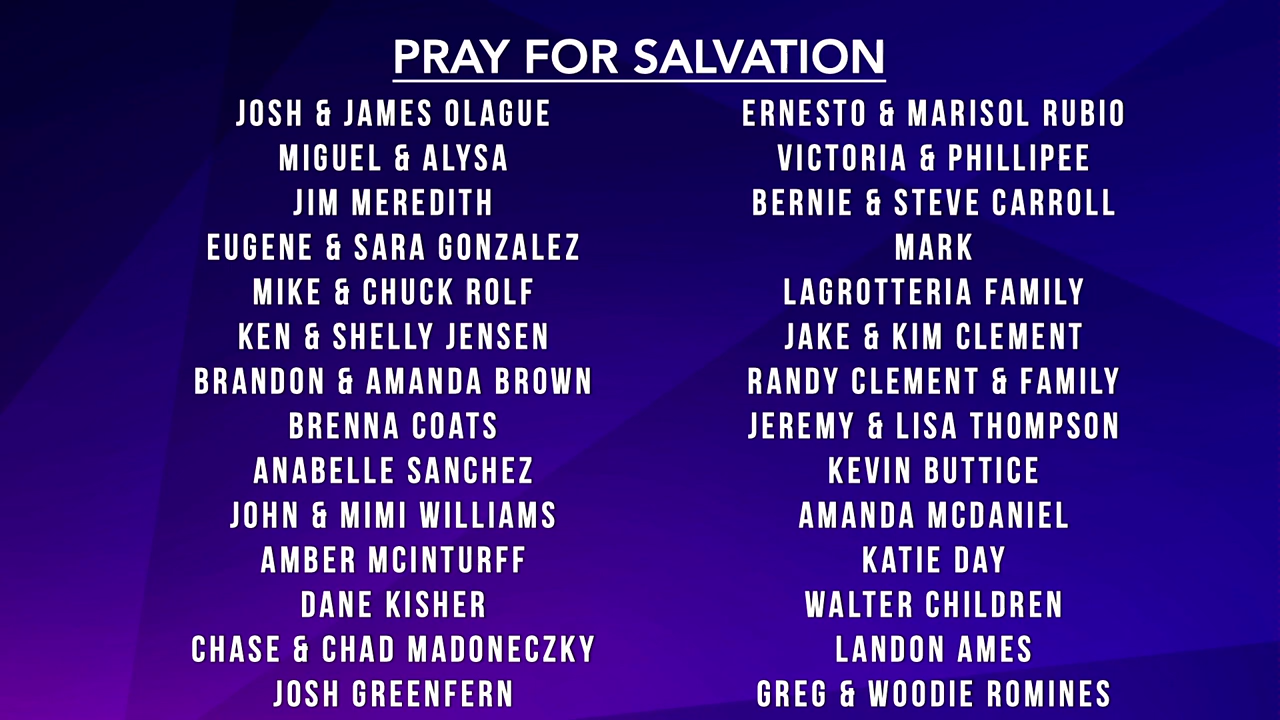 PRAY FOR SALVATION
JOSH & JAMES OLAGUE
MIGUEL & ALYSA
JIM MEREDITH
EUGENE & SARA GONZALEZ
MIKE & CHUCK ROLF
KEN & SHELLY JENSEN
BRANDON & AMANDA BROWN
BRENNA COATS
ANABELLE SANCHEZ
JOHN & MIMI WILLIAMS
AMBER MCINTURFF
DANE KISHER
CHASE & CHAD MADONECZKY
JOSH GREENFERN
ERNESTO & MARISOL RUBIO
VICTORIA & PHILLIPEE
BERNIE & STEVE CARROLL
MARK
LAGROTTERIA FAMILY
JAKE & KIM CLEMENT
RANDY CLEMENT & FAMILY
JEREMY & LISA THOMPSON
KEVIN BUTTICE
AMANDA MCDANIEL
KATIE DAY
WALTER CHILDREN
LANDON AMES
GREG & WOODIE ROMINES